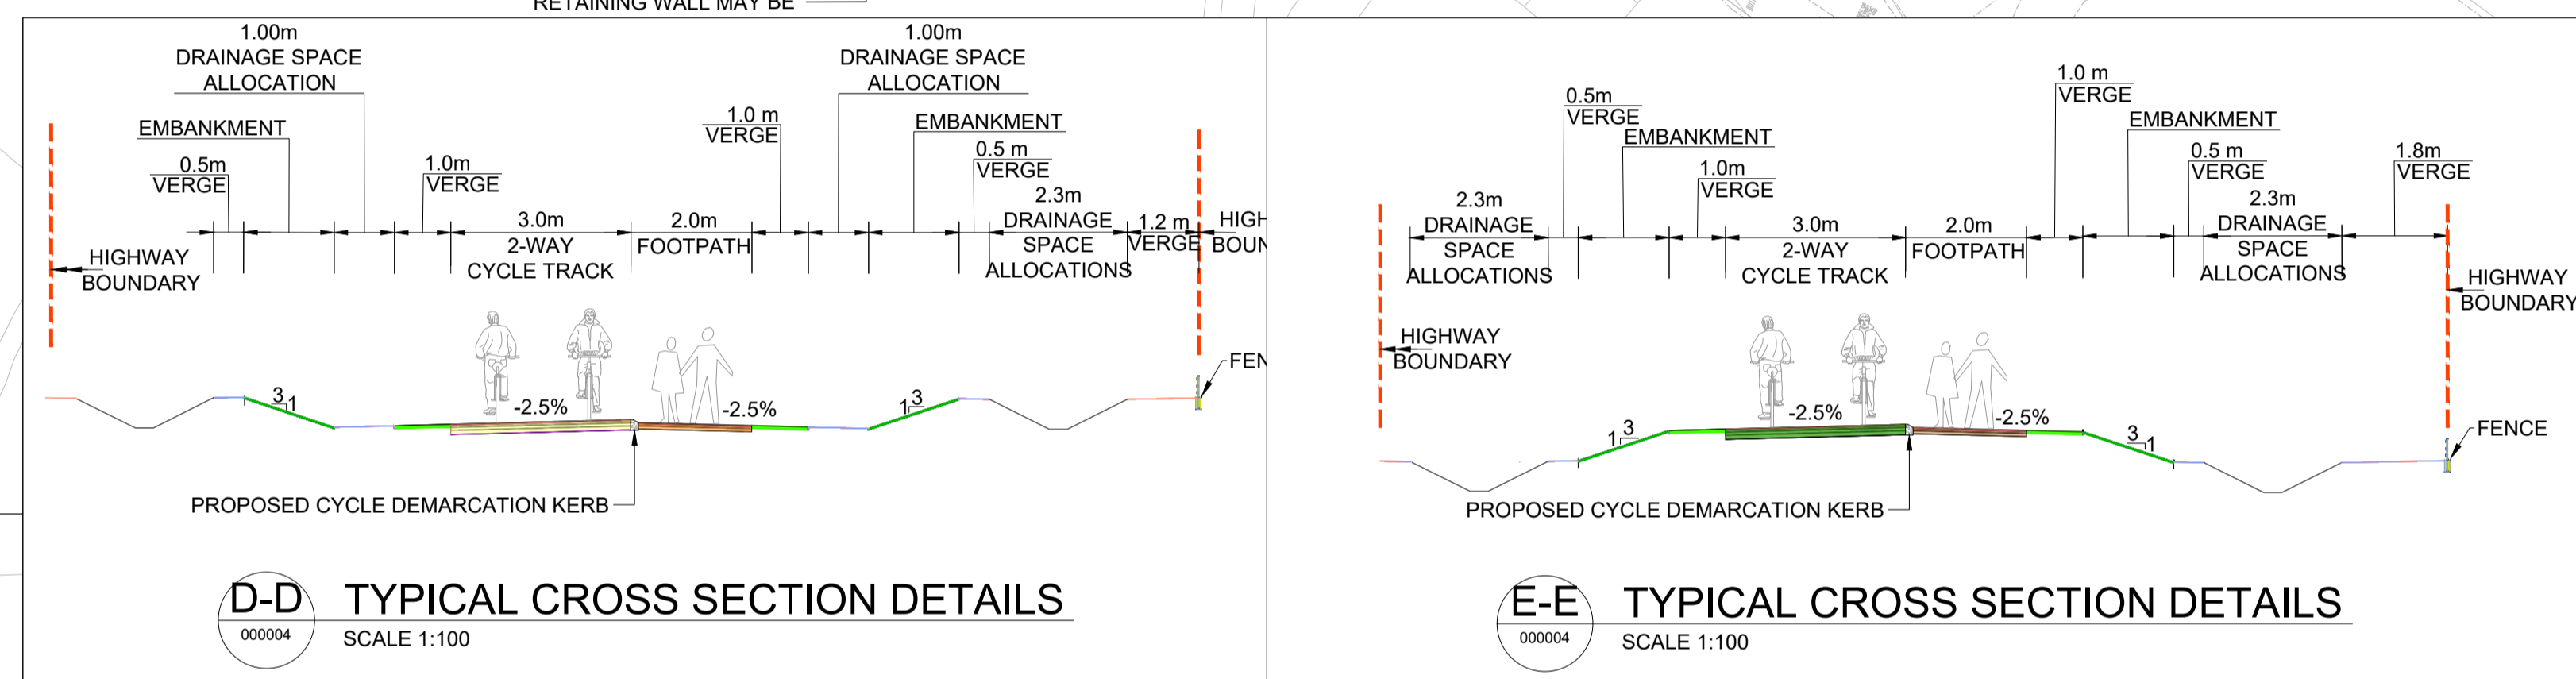 RETAINING WALL MAY BE
1.00m
DRAINAGE SPACE
ALLOCATION
EMBANKMENT
0.5m
VERGE
1.0m
VERGE
3.0m
2-WAY
CYCLE TRACK
2.0m
FOOTPATH
1.0 m
VERGE
1.00m
DRAINAGE SPACE
ALLOCATION
EMBANKMENT
0.5 m
VERGE
2.3m
DRAINAGE
SPACE
ALLOCATIONS
1.2 m
VERGE
HIGH
BOUN
HIGHWAY
BOUNDARY
FEN
3
1
-2.5%
-2.5%
1
3
PROPOSED CYCLE DEMARCATION KERB
D-D
000004
TYPICAL CROSS SECTION DETAILS
SCALE 1:100
2.3m
DRAINAGE
SPACE
ALLOCATIONS
0.5m
VERGE
EMBANKMENT
1.0m
VERGE
3.0m
2-WAY
CYCLE TRACK
2.0m
FOOTPATH
1.0 m
VERGE
EMBANKMENT
0.5 m
VERGE
2.3m
DRAINAGE
SPACE
ALLOCATIONS
1.8m
VERGE
HIGHWAY
BOUNDARY
HIGHWAY
BOUNDARY
FENCE
1
3
-2.5%
-2.5%
3
1
PROPOSED CYCLE DEMARCATION KERB
E-E
000004
TYPICAL CROSS SECTION DETAILS
SCALE 1:100